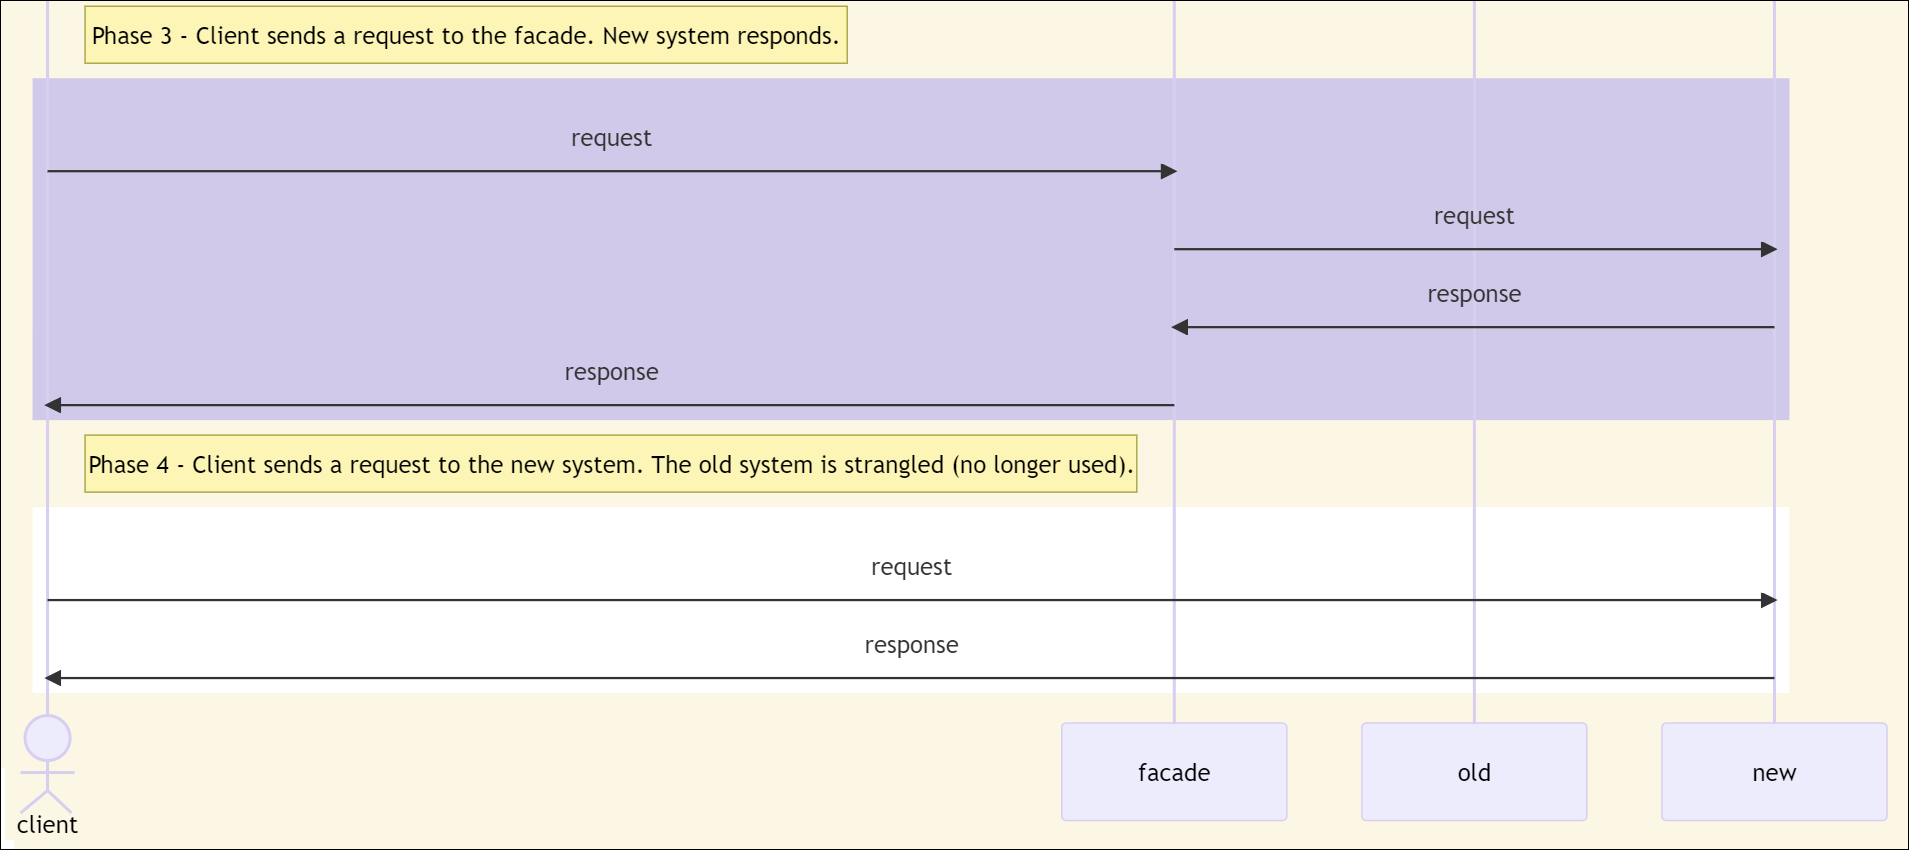 Phase 3 - Client sends a request to the facade. New system responds.
request
request
response
response
Phase 4 - Client sends a request to the new system. The old system is strangled (no longer used).
request
response
facade
old
new
client